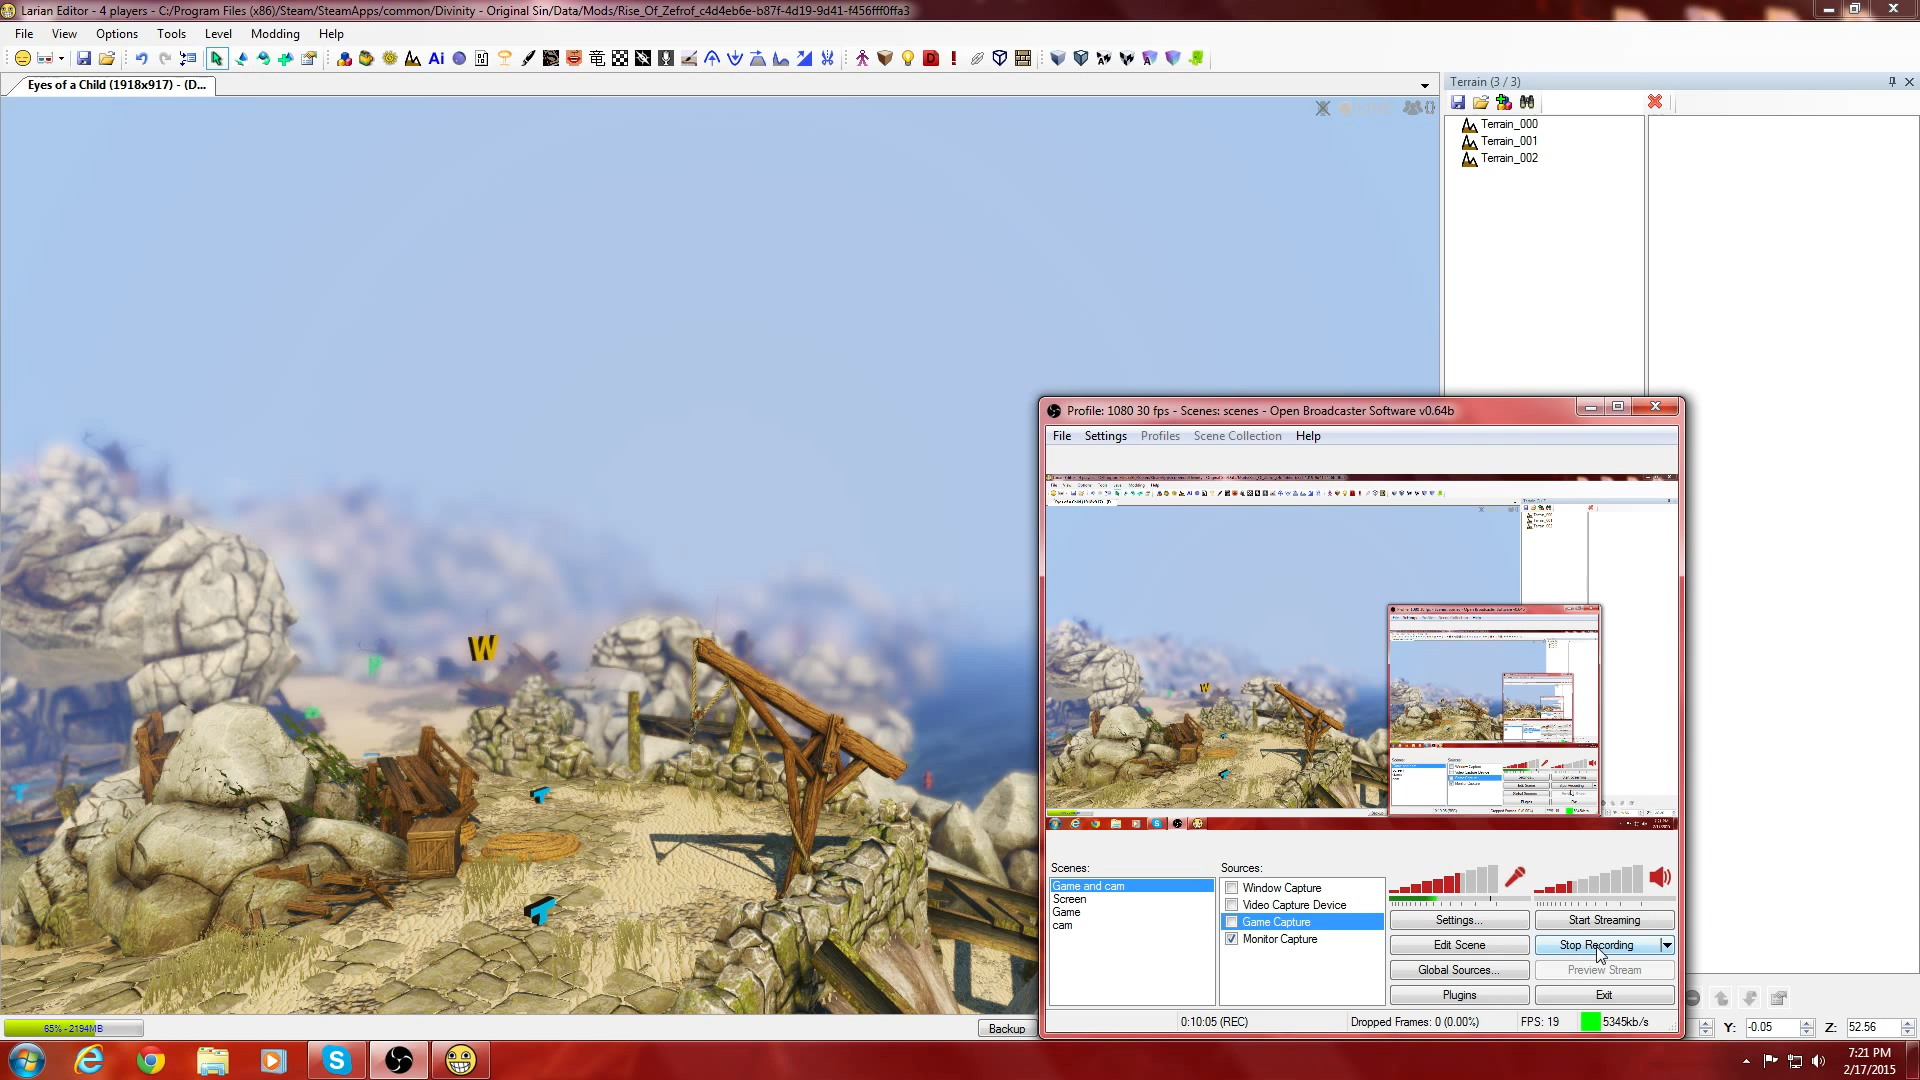 Larian Editor - 4 players - C:/Program Files (x86)/Steam/SteamApps/common/Divinity - Original Sin/Data/Mods/Rise_Of_Zefrof_c4d4eb6e-b87f-4d19-9d41-f456fff0ffa3
File View Options Tools Level Modding Help
Ai
Eyes of a Child (1918x917) - (D...
Terrain (3 / 3)
Terrain_000
Terrain_001
Terrain_002
W
Profile: 1080 30 fps - Scenes: scenes - Open Broadcaster Software v0.64b
File Settings Profiles Scene Collection Help
Scenes:
Game and cam
Screen
Game
cam
Sources:
Window Capture
Video Capture Device
Game Capture
Monitor Capture
Settings... Start Streaming
Edit Scene Stop Recording
Global Sources... Preview Stream
Plugins Exit
0:10:05 (REC) Dropped Frames: 0 (0.00%) FPS: 19 5345kb/s
65% - 2194MB
Backup
Y: -0.05 Z: 52.56
7:21 PM
2/17/2015